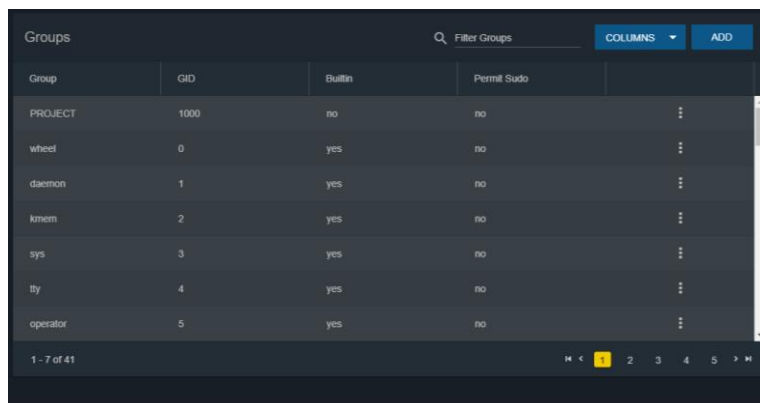 Groups Filter Groups COLUMNS ADD
Group GID Builtin Permit Sudo
PROJECT 1000 no no
wheel 0 yes no
daemon 1 yes no
kmem 2 yes no
sys 3 yes no
tty 4 yes no
operator 5 yes no
1 - 7 of 41 1 2 3 4 5